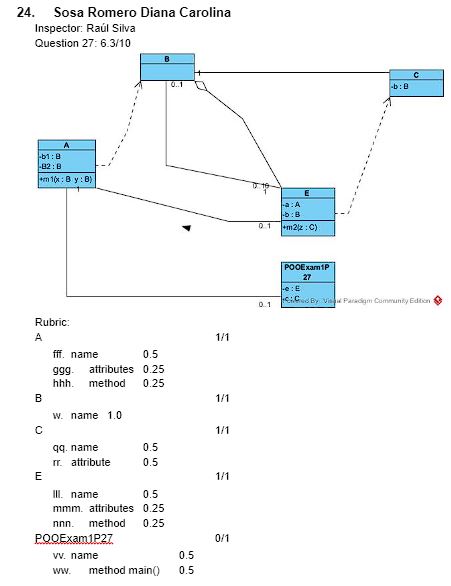 24. Sosa Romero Diana Carolina
Inspector: Raúl Silva
Question 27: 6.3/10
B
0..1
1
C
-b : B
A
-b1 : B
-B2 : B
+m1(x : B y : B)
1
0..10
1
E
-a : A
-b : B
+m2(z : C)
0..1
POOExam1P
27
-e : E
-c : C
0..1
Powered By Visual Paradigm Community Edition
Rubric:
A 1/1
fff. name 0.5
ggg. attributes 0.25
hhh. method 0.25
B 1/1
w. name 1.0
C 1/1
qq. name 0.5
rr. attribute 0.5
E 1/1
lll. name 0.5
mmm. attributes 0.25
nnn. method 0.25
POOExam1P27 0/1
vv. name 0.5
ww. method main() 0.5